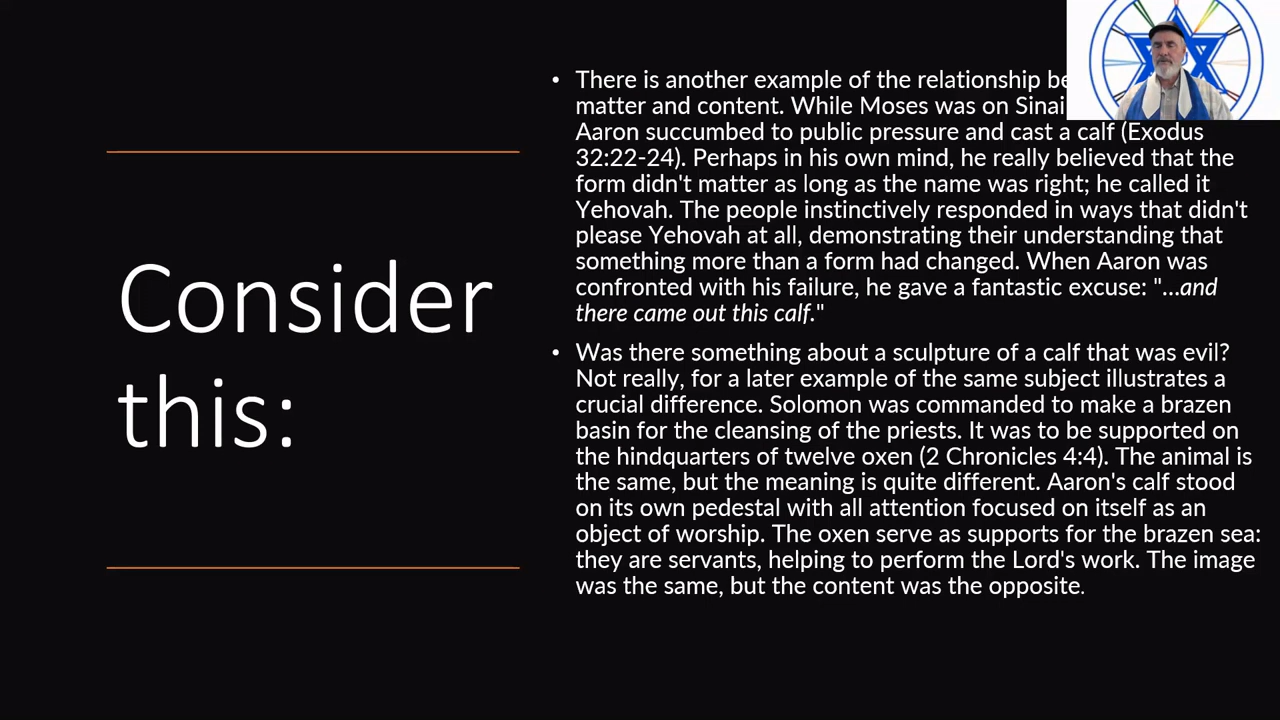 Consider
this:
• There is another example of the relationship be
matter and content. While Moses was on Sinai
Aaron succumbed to public pressure and cast a calf (Exodus
32:22-24). Perhaps in his own mind, he really believed that the
form didn't matter as long as the name was right; he called it
Yehovah. The people instinctively responded in ways that didn't
please Yehovah at all, demonstrating their understanding that
something more than a form had changed. When Aaron was
confronted with his failure, he gave a fantastic excuse: "...and
there came out this calf."
• Was there something about a sculpture of a calf that was evil?
Not really, for a later example of the same subject illustrates a
crucial difference. Solomon was commanded to make a brazen
basin for the cleansing of the priests. It was to be supported on
the hindquarters of twelve oxen (2 Chronicles 4:4). The animal is
the same, but the meaning is quite different. Aaron's calf stood
on its own pedestal with all attention focused on itself as an
object of worship. The oxen serve as supports for the brazen sea:
they are servants, helping to perform the Lord's work. The image
was the same, but the content was the opposite.